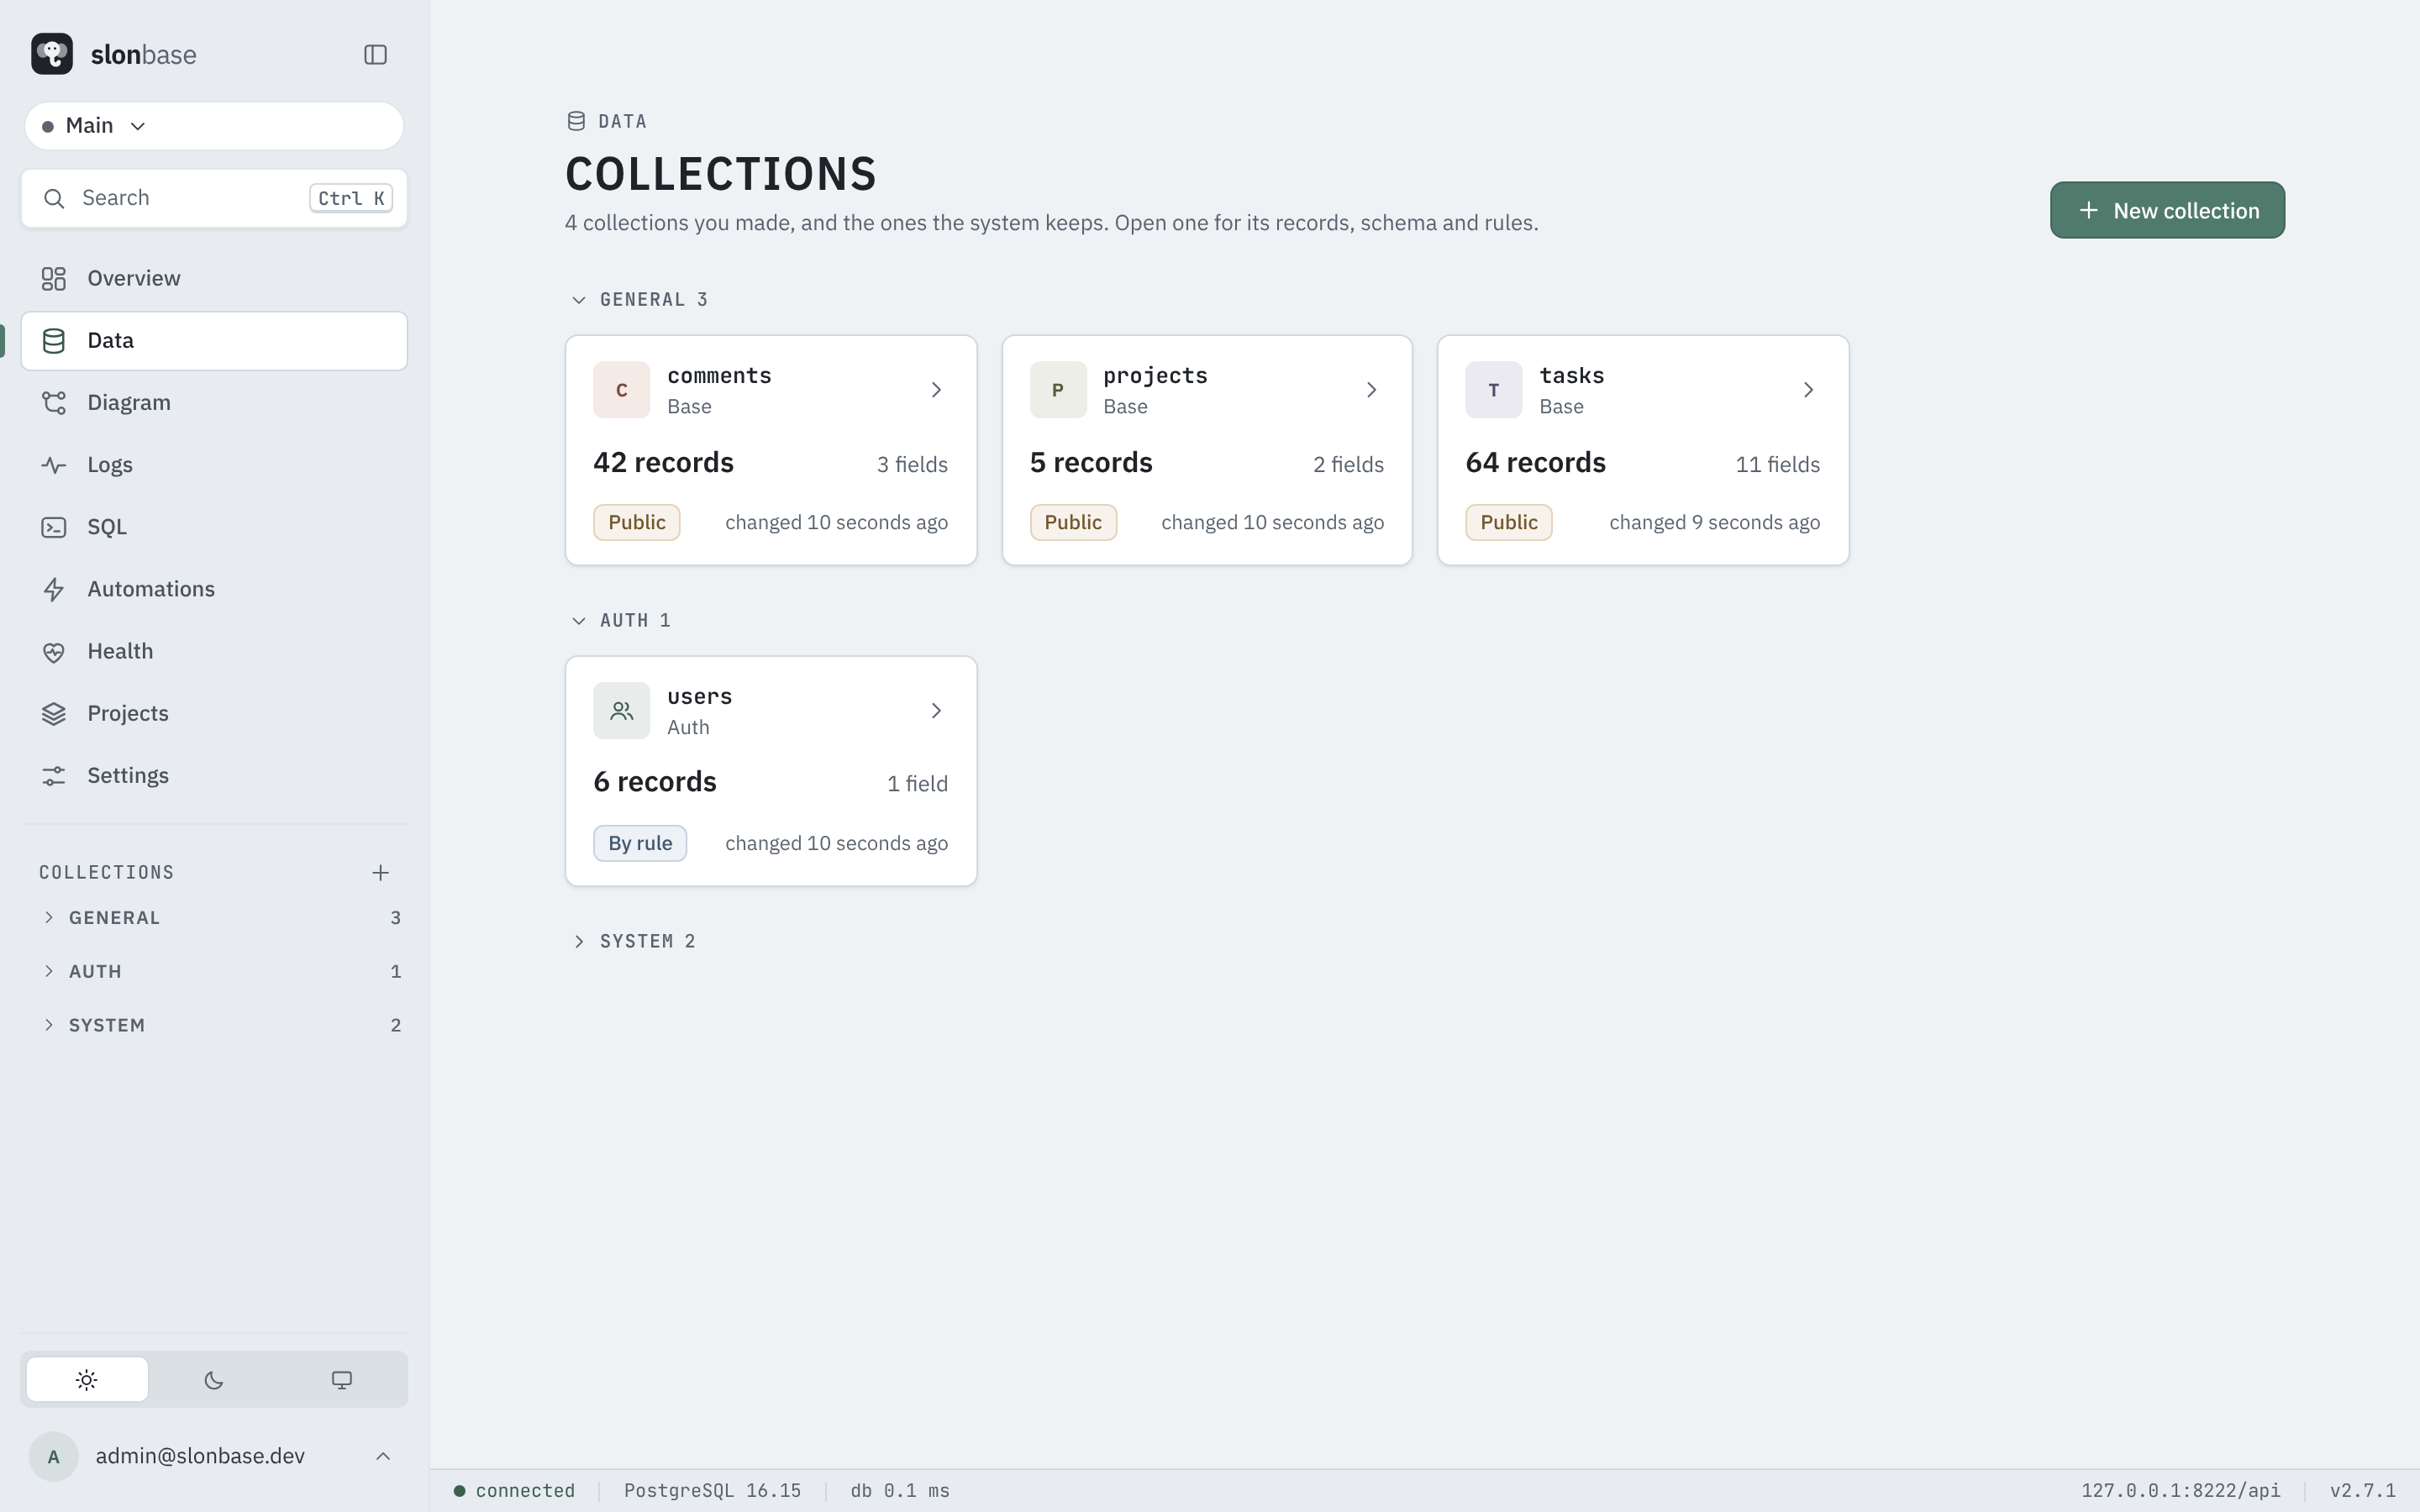 slonbase
Main
Search Ctrl K
Overview
Data
Diagram
Logs
SQL
Automations
Health
Projects
Settings
COLLECTIONS
GENERAL 3
AUTH 1
SYSTEM 2
A admin@slonbase.dev
DATA
COLLECTIONS
4 collections you made, and the ones the system keeps. Open one for its records, schema and rules.
New collection
GENERAL 3
C comments
Base
42 records 3 fields
Public changed 10 seconds ago
P projects
Base
5 records 2 fields
Public changed 10 seconds ago
T tasks
Base
64 records 11 fields
Public changed 9 seconds ago
AUTH 1
users
Auth
6 records 1 field
By rule changed 10 seconds ago
SYSTEM 2
connected PostgreSQL 16.15 db 0.1 ms 127.0.0.1:8222/api v2.7.1